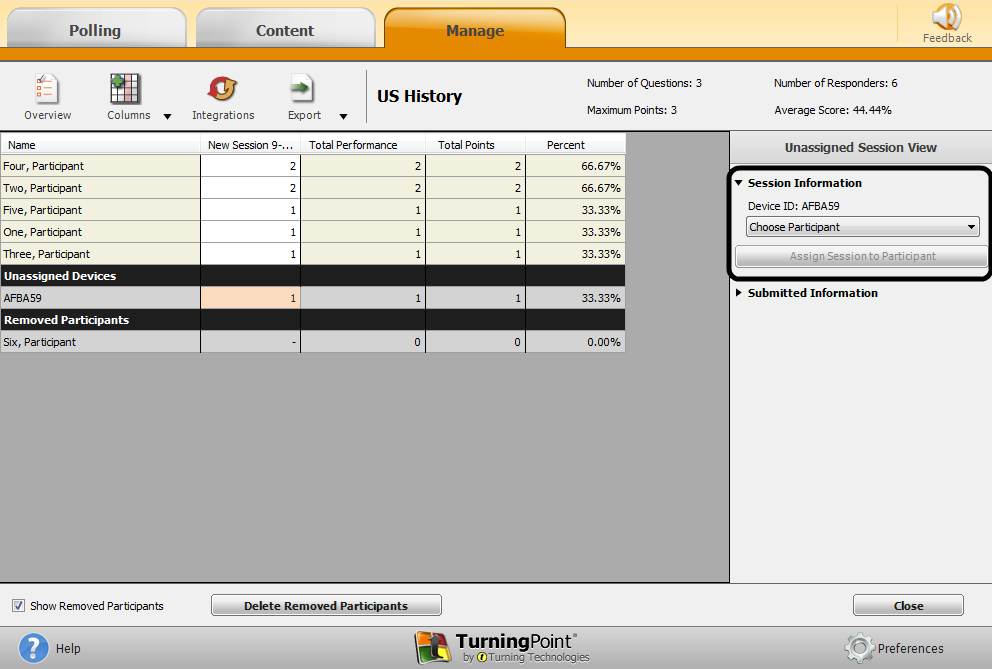 Polling
Content
Manage
Feedback
Overview
Columns
Integrations
Export
US History
Number of Questions: 3
Number of Responders: 6
Maximum Points: 3
Average Score: 44.44%
Name New Session 9-... Total Performance Total Points Percent
Four, Participant 2 2 2 66.67%
Two, Participant 2 2 2 66.67%
Five, Participant 1 1 1 33.33%
One, Participant 1 1 1 33.33%
Three, Participant 1 1 1 33.33%
Unassigned Devices
AFBA59 1 1 1 33.33%
Removed Participants
Six, Participant - 0 0 0.00%
Unassigned Session View
Session Information
Device ID: AFBA59
Choose Participant
Assign Session to Participant
Submitted Information
Show Removed Participants
Delete Removed Participants
Close
? Help
TurningPoint®
by Turning Technologies
Preferences